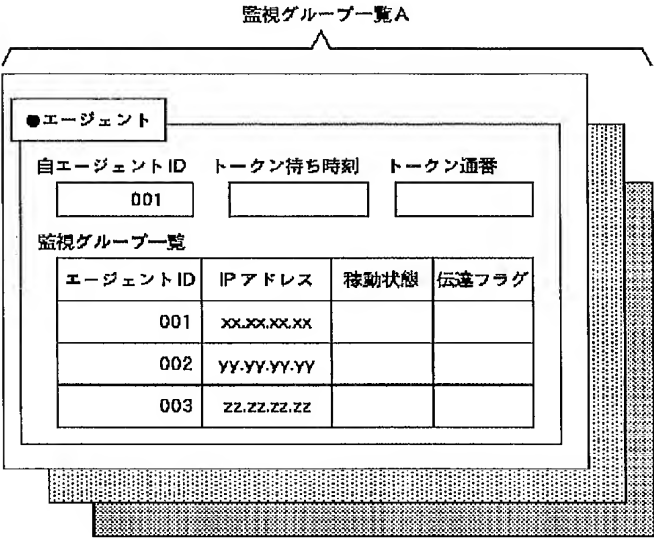 監視グループ一覧A
●エージェント
自エージェントID トークン待ち時刻 トークン通番
001
監視グループ一覧
エージェントID IPアドレス 稼動状態 伝達フラグ
001 xx.xx.xx.xx
002 yy.yy.yy.yy
003 zz.zz.zz.zz